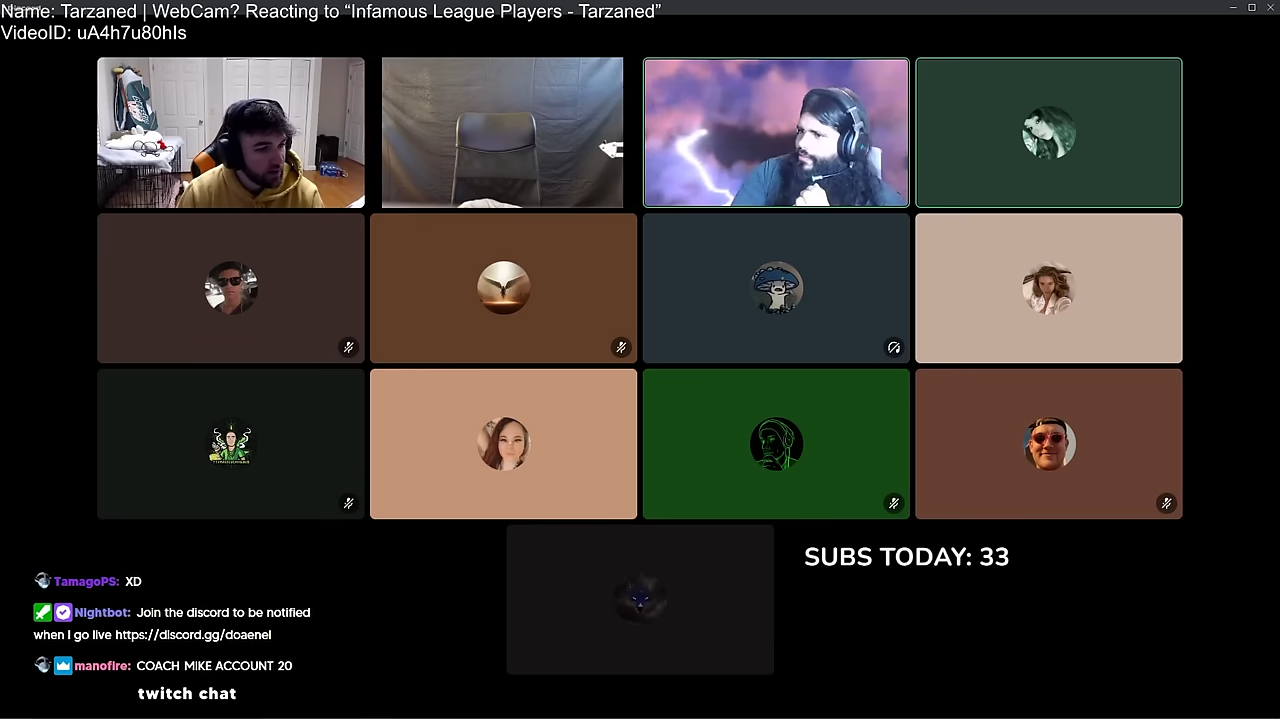 Name: Tarzaned | WebCam? Reacting to “Infamous League Players - Tarzaned”
VideoID: uA4h7u80hIs
SUBS TODAY: 33
TamagoPS: XD
Nightbot: Join the discord to be notified
when I go live https://discord.gg/doaenel
manofire: COACH MIKE ACCOUNT 20
twitch chat